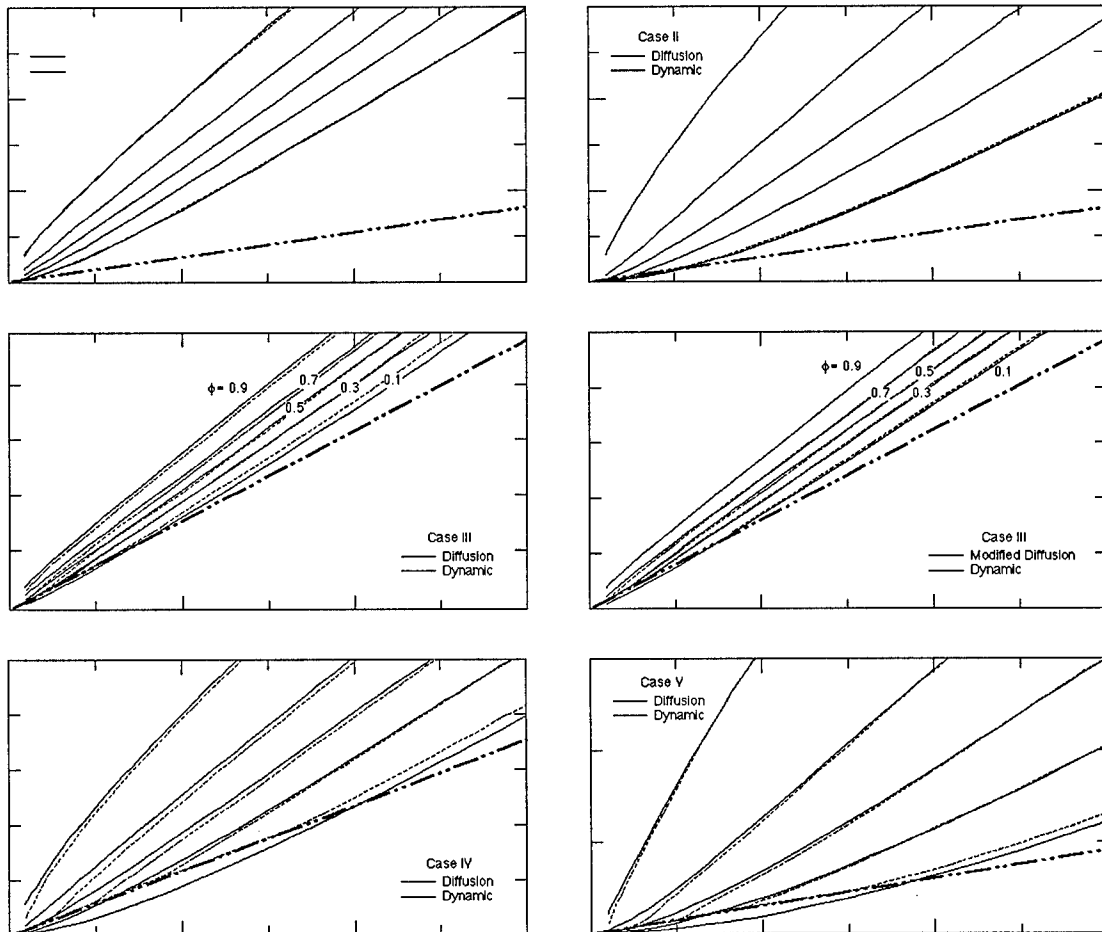 Case II
Diffusion
Dynamic
ϕ= 0.9
0.7
0.5
0.3
0.1
Case III
Diffusion
Dynamic
ϕ= 0.9
0.7
0.5
0.3
0.1
Case III
Modified Diffusion
Dynamic
Case IV
Diffusion
Dynamic
Case V
Diffusion
Dynamic